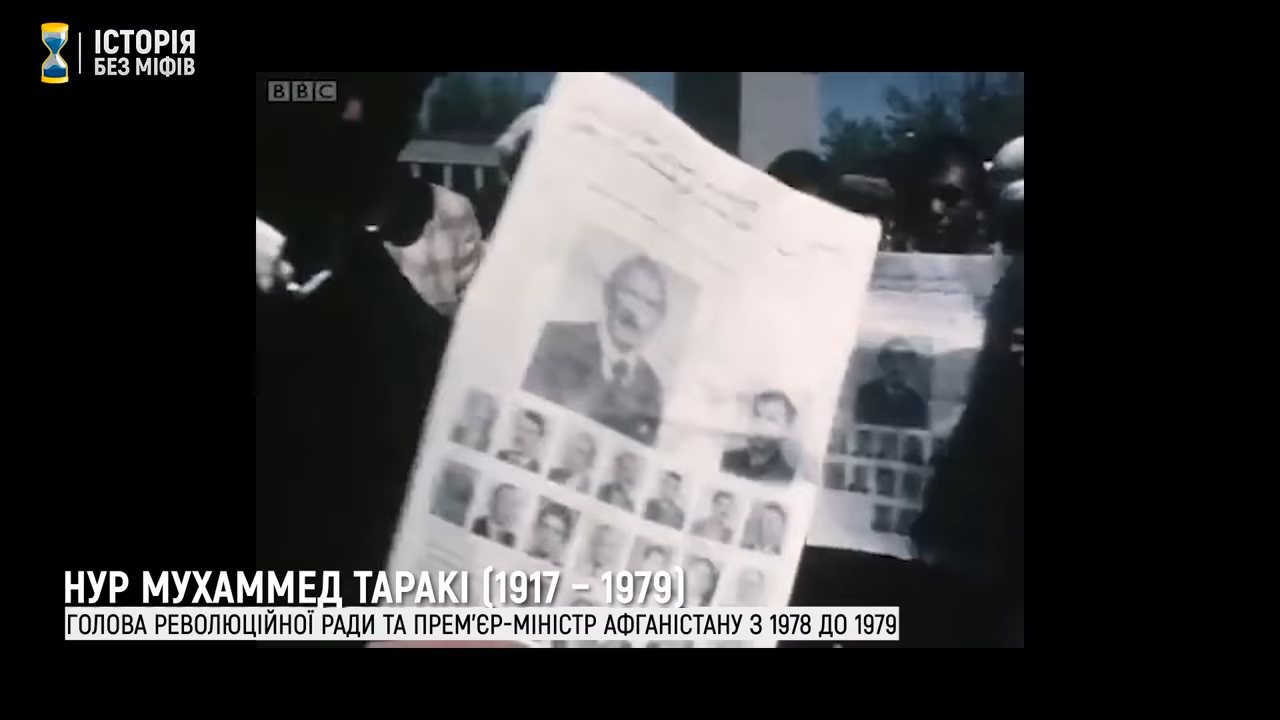 ІСТОРІЯ
БЕЗ МІФІВ
BBC
НУР МУХАММЕД ТАРАКІ (1917 – 1979)
ГОЛОВА РЕВОЛЮЦІЙНОЇ РАДИ ТА ПРЕМ'ЄР-МІНІСТР АФГАНІСТАНУ З 1978 ДО 1979